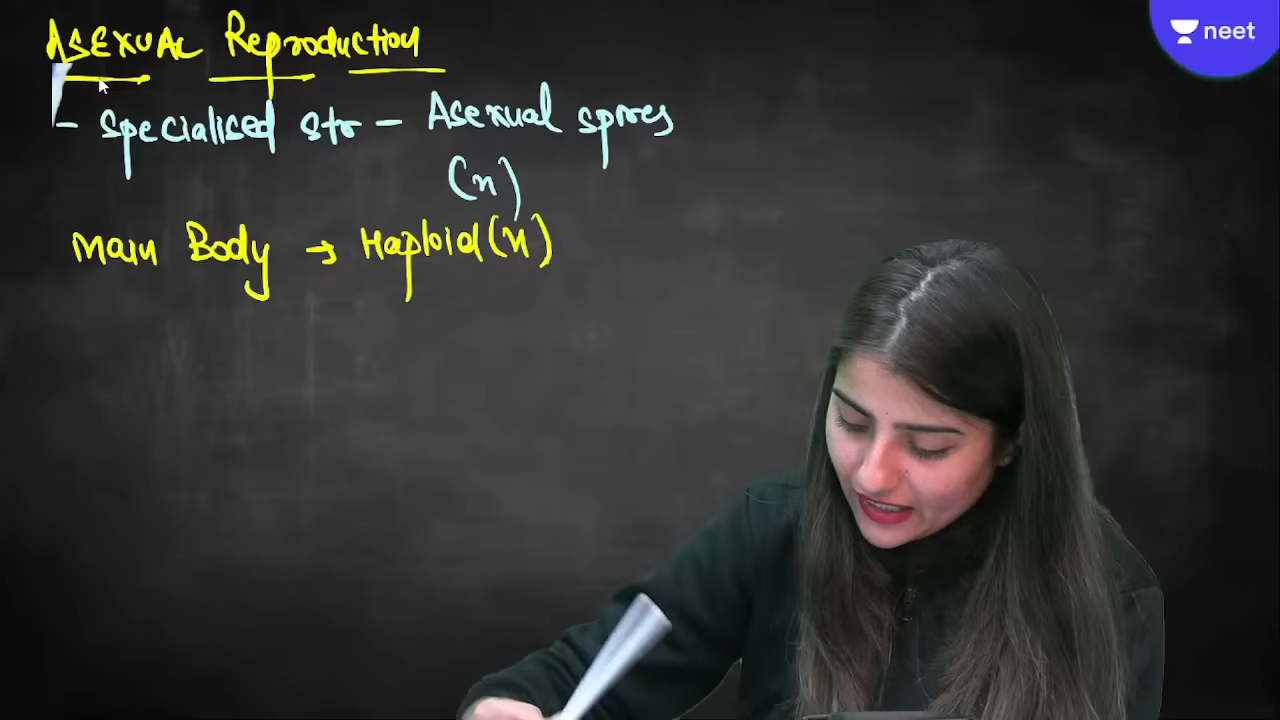 ASEXUAL Reproduction
- Specialised Str - Asexual spores
(n)
Main Body → Haploid (n)
neet